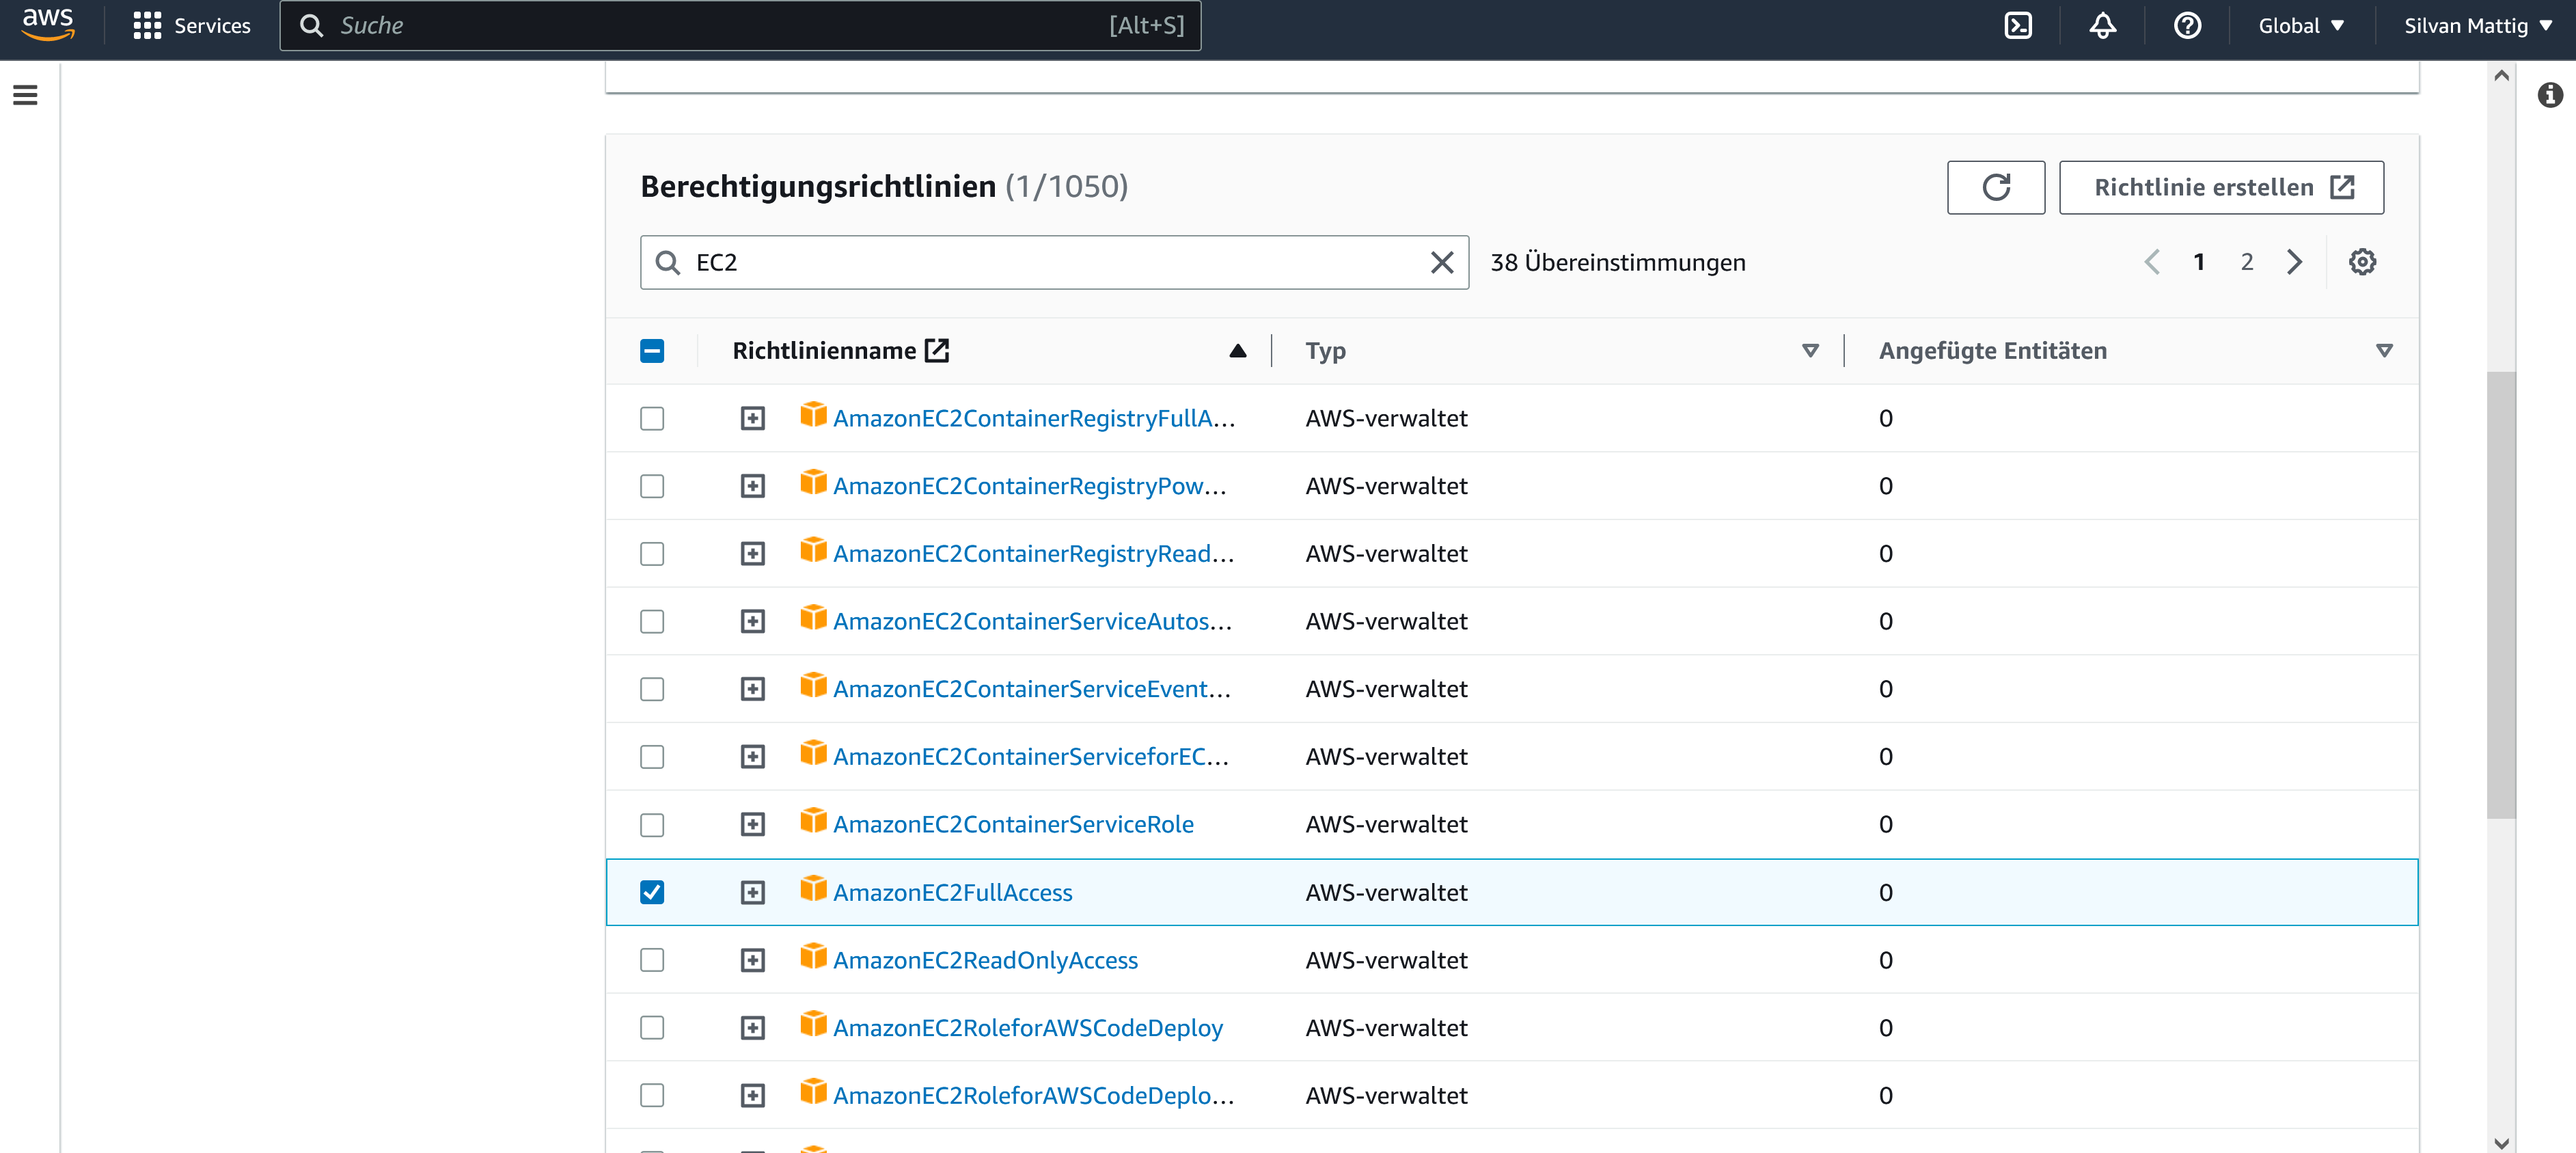 aws Services Suche [Alt+S] Global Silvan Mattig
Berechtigungsrichtlinien (1/1050) Richtlinie erstellen
EC2 38 Übereinstimmungen 1 2
Richtlinienname Typ Angefügte Entitäten
AmazonEC2ContainerRegistryFullA... AWS-verwaltet 0
AmazonEC2ContainerRegistryPow... AWS-verwaltet 0
AmazonEC2ContainerRegistryRead... AWS-verwaltet 0
AmazonEC2ContainerServiceAutos... AWS-verwaltet 0
AmazonEC2ContainerServiceEvent... AWS-verwaltet 0
AmazonEC2ContainerServiceforEC... AWS-verwaltet 0
AmazonEC2ContainerServiceRole AWS-verwaltet 0
AmazonEC2FullAccess AWS-verwaltet 0
AmazonEC2ReadOnlyAccess AWS-verwaltet 0
AmazonEC2RoleforAWSCodeDeploy AWS-verwaltet 0
AmazonEC2RoleforAWSCodeDeplo... AWS-verwaltet 0